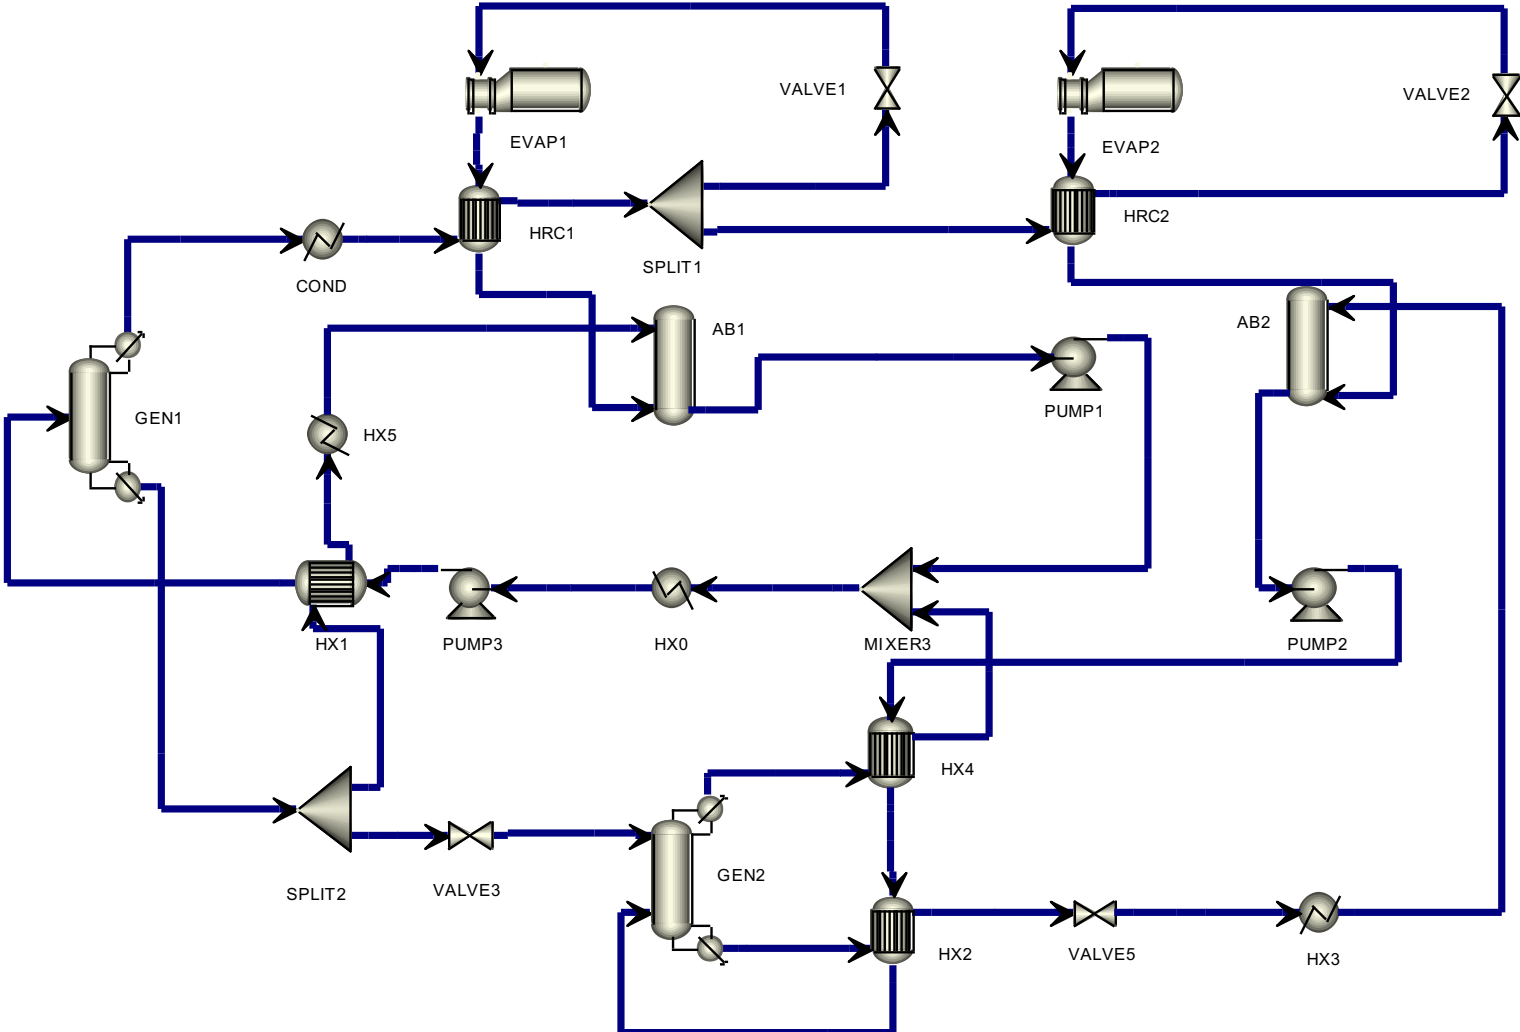 VALVE1
VALVE2
EVAP1
EVAP2
HRC2
HRC1
SPLIT1
COND
AB2
AB1
PUMP1
GEN1
HX5
HX1
PUMP3
HX0
MIXER3
PUMP2
HX4
GEN2
SPLIT2
VALVE3
HX2
VALVE5
HX3